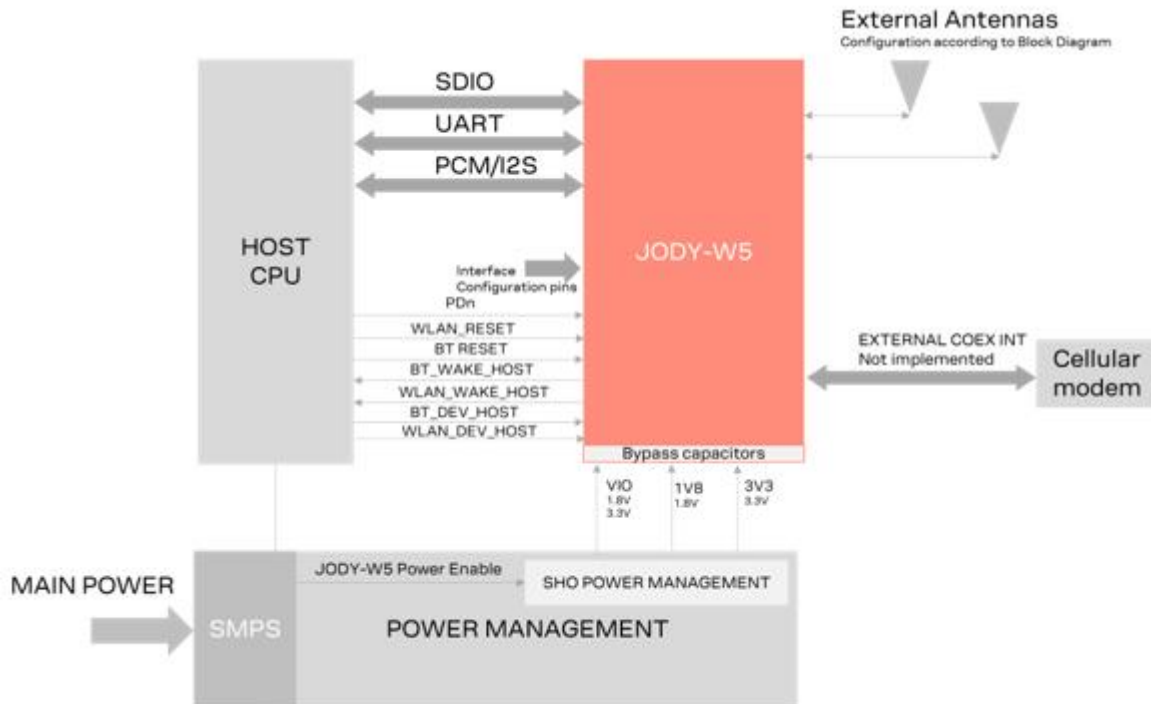 External Antennas
Configuration according to Block Diagram
SDIO
UART
PCM/I2S
HOST
CPU
JODY-W5
Interface
Configuration pins
PDn
WLAN_RESET
BT RESET
BT_WAKE_HOST
WLAN_WAKE_HOST
BT_DEV_HOST
WLAN_DEV_HOST
EXTERNAL COEX INT
Not implemented
Cellular
modem
Bypass capacitors
VIO
1.8V
3.3V
1V8
1.8V
3V3
3.3V
MAIN POWER
SMPS
JODY-W5 Power Enable
SHO POWER MANAGEMENT
POWER MANAGEMENT